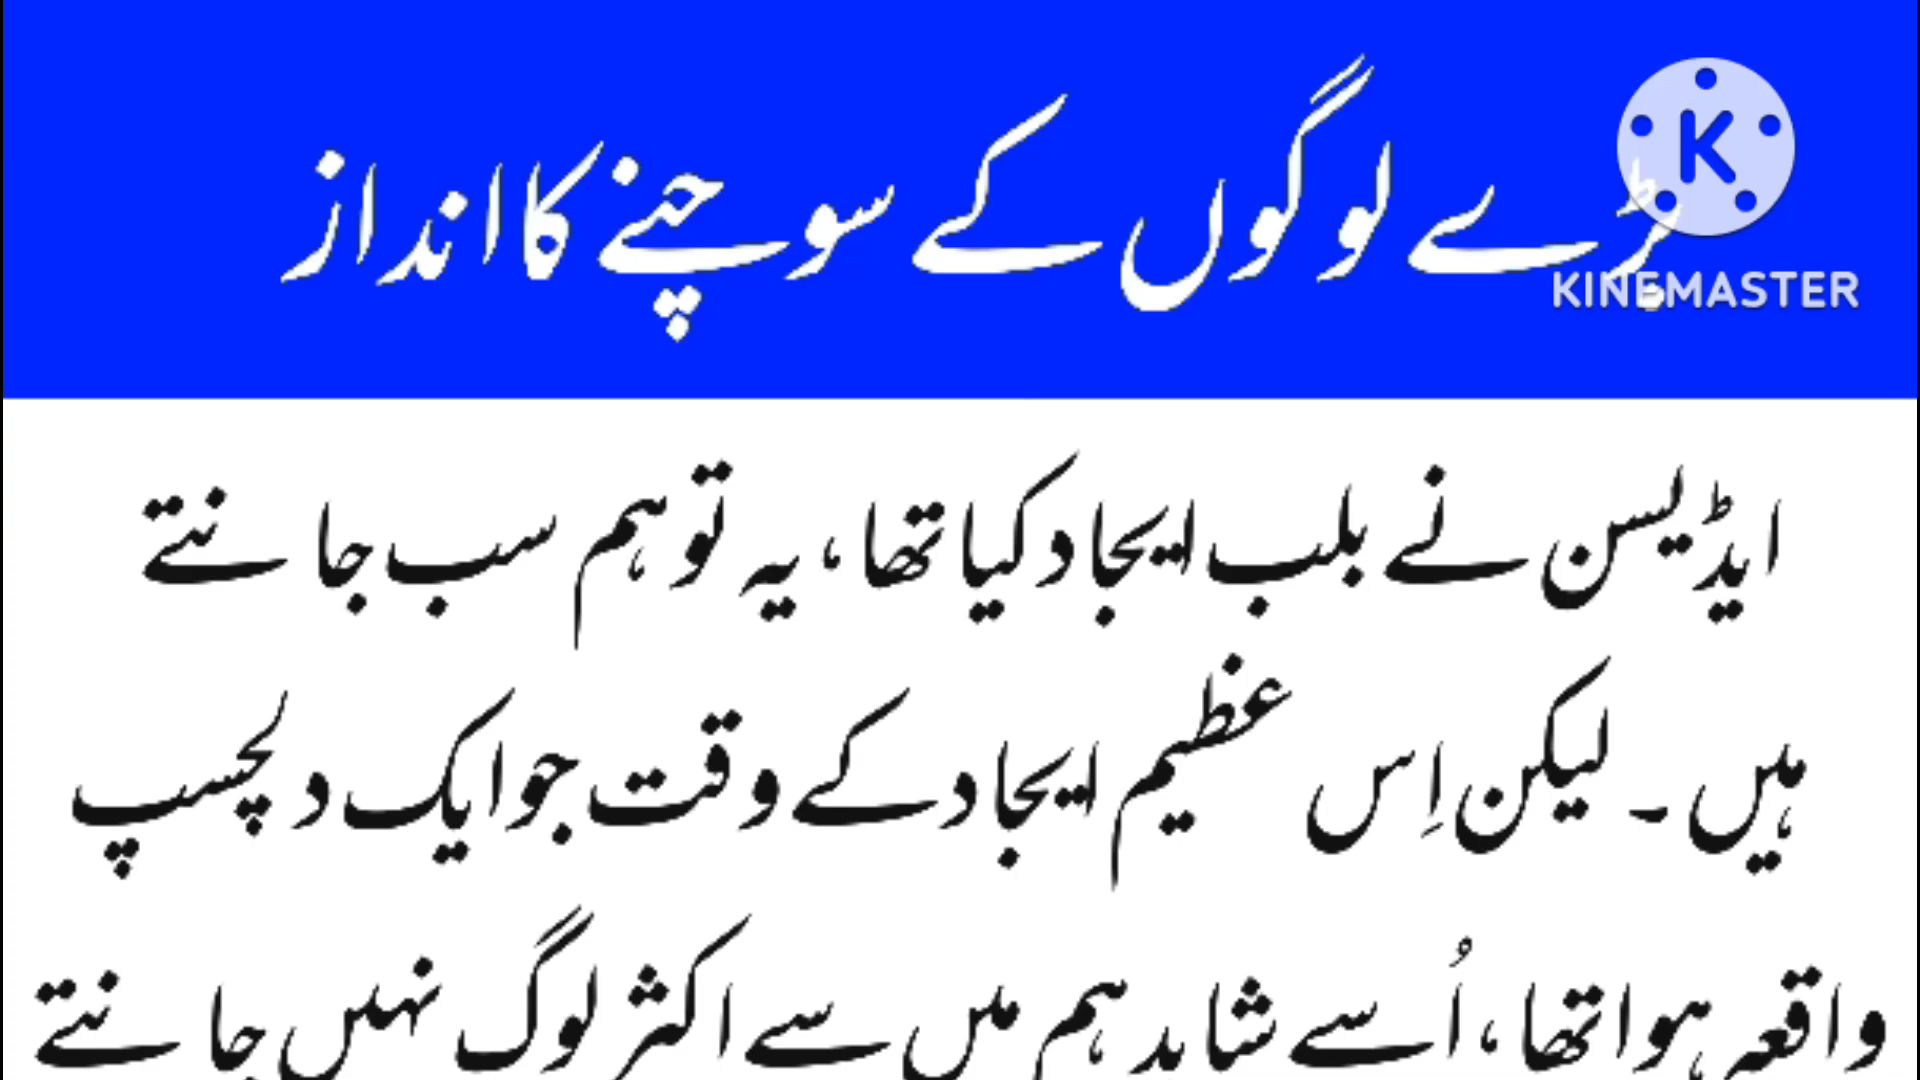 بڑے لوگوں کے سوچنے کا انداز
KINEMASTER
ایڈیسن نے بلب ایجاد کیا تھا، یہ تو ہم سب جانتے
ہیں۔ لیکن اِس عظیم ایجاد کے وقت جو ایک دلچسپ
واقعہ ہوا تھا، اُسے شاید ہم میں سے اکثر لوگ نہیں جانتے